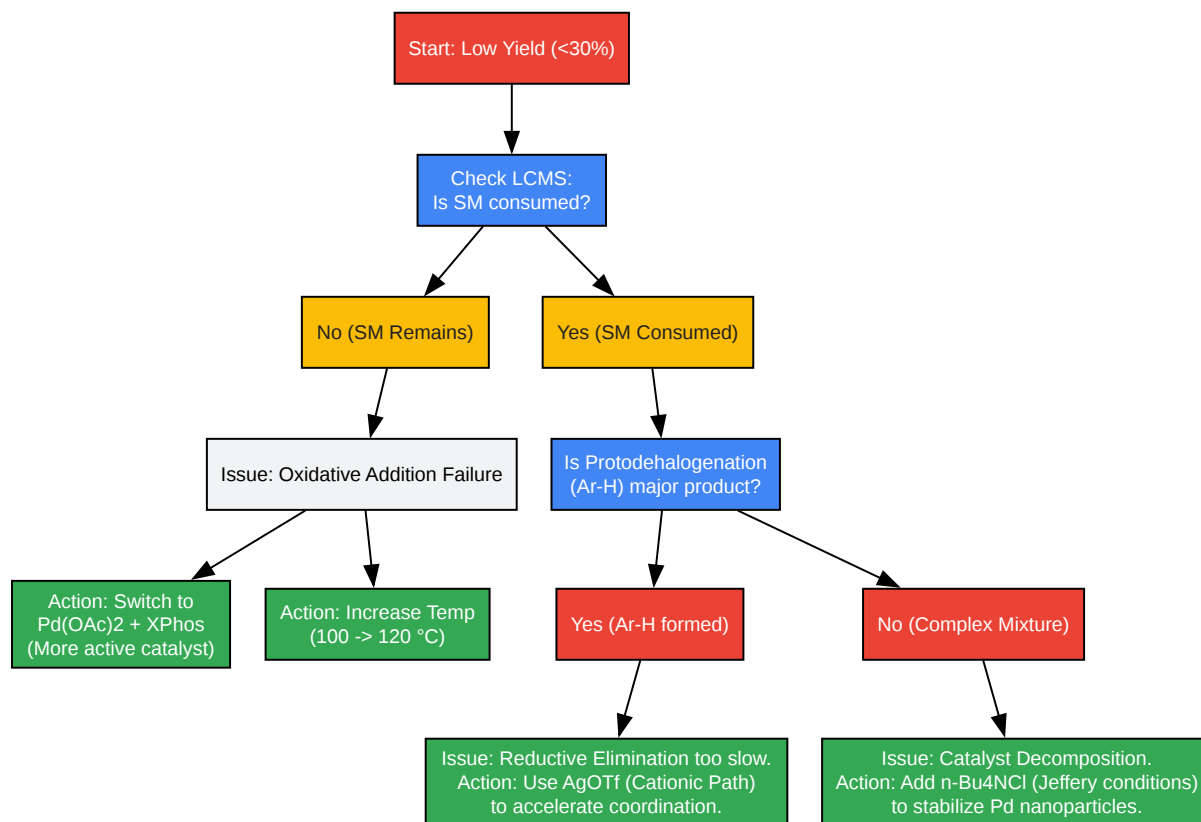 Start: Low Yield (<30%)
Check LCMS:
Is SM consumed?
No (SM Remains)
Yes (SM Consumed)
Issue: Oxidative Addition Failure
Is Protodehalogenation
(Ar-H) major product?
Action: Switch to
Pd(OAc)2 + XPhos
(More active catalyst)
Action: Increase Temp
(100 -> 120 °C)
Yes (Ar-H formed)
No (Complex Mixture)
Issue: Reductive Elimination too slow.
Action: Use AgOTf (Cationic Path)
to accelerate coordination.
Issue: Catalyst Decomposition.
Action: Add n-Bu4NCl (Jeffery conditions)
to stabilize Pd nanoparticles.